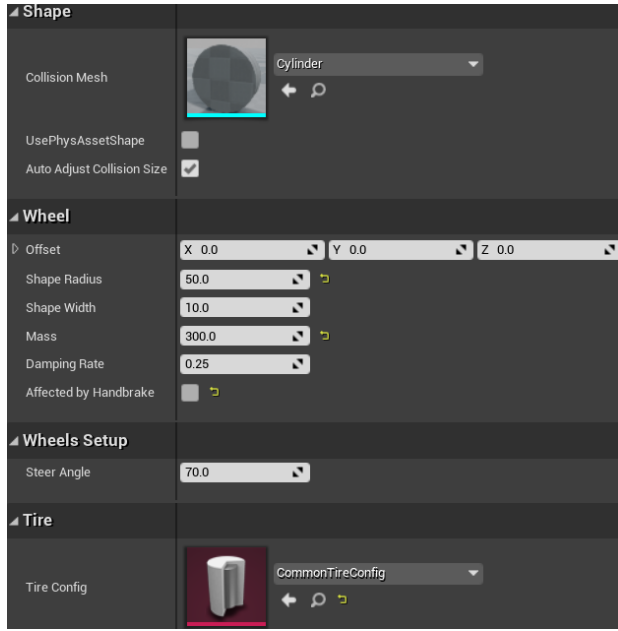 Shape
Collision Mesh
Cylinder
UsePhysAssetShape
Auto Adjust Collision Size
Wheel
Offset X 0.0 Y 0.0 Z 0.0
Shape Radius 50.0
Shape Width 10.0
Mass 300.0
Damping Rate 0.25
Affected by Handbrake
Wheels Setup
Steer Angle 70.0
Tire
Tire Config
CommonTireConfig